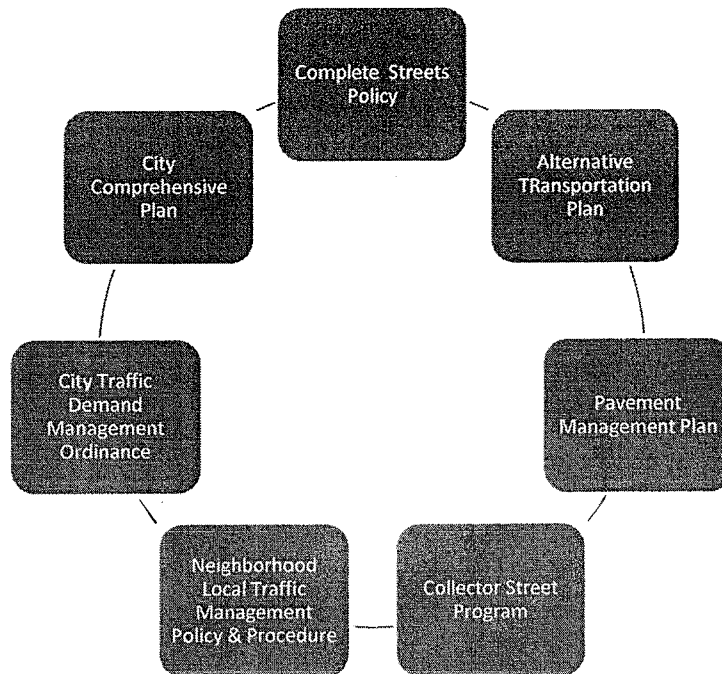 Complete Streets
Policy
Alternative
TRansportation
Plan
Pavement
Management Plan
Collector Street
Program
Neighborhood
Local Traffic
Management
Policy & Procedure
City Traffic
Demand
Management
Ordinance
City
Comprehensive
Plan